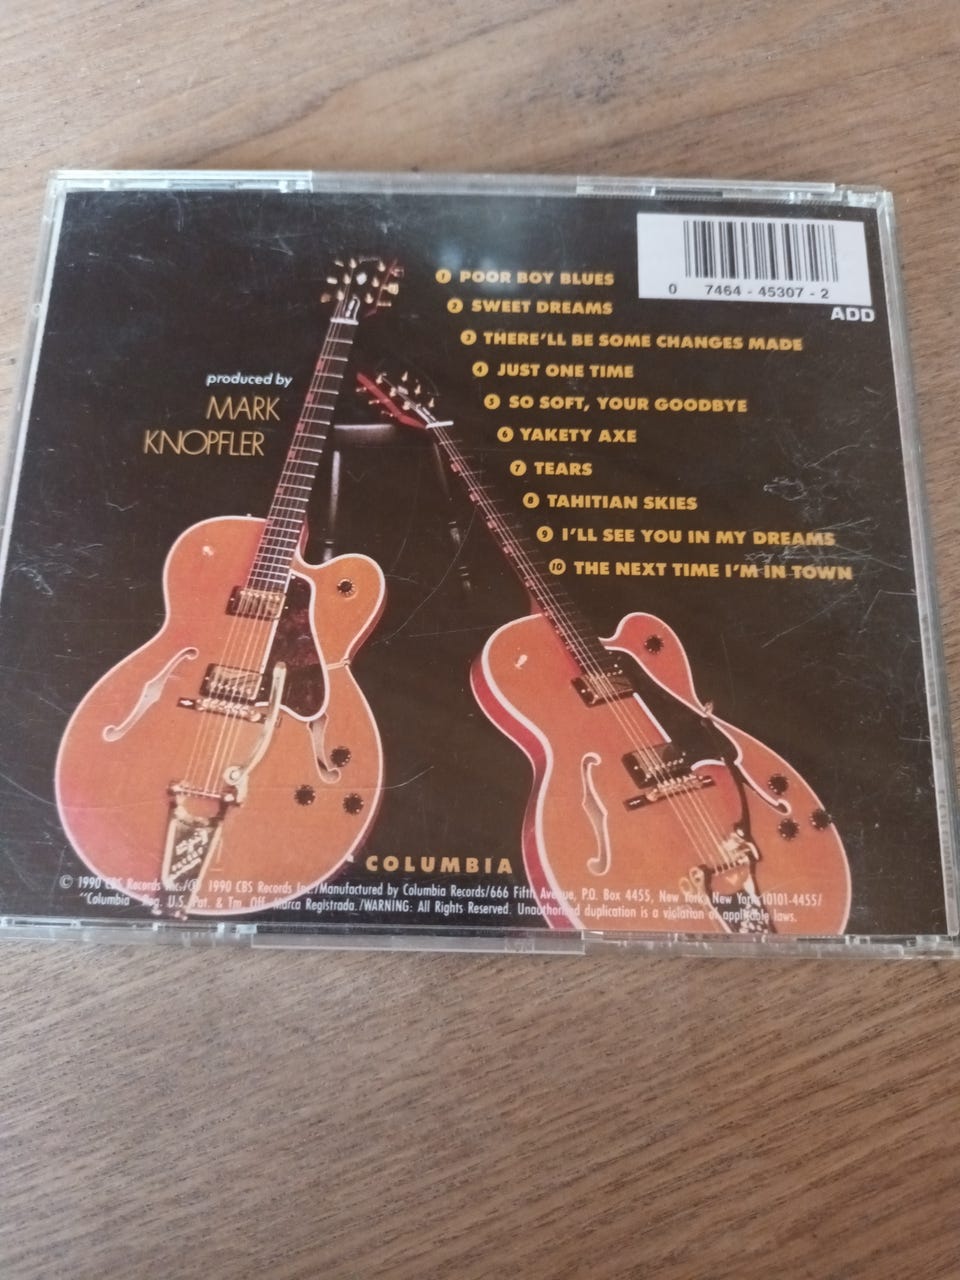 0 7464 - 45307 - 2
ADD
1 POOR BOY BLUES
2 SWEET DREAMS
3 THERE'LL BE SOME CHANGES MADE
4 JUST ONE TIME
5 SO SOFT, YOUR GOODBYE
6 YAKETY AXE
7 TEARS
8 TAHITIAN SKIES
9 I'LL SEE YOU IN MY DREAMS
10 THE NEXT TIME I'M IN TOWN
produced by
MARK
KNOPFLER
COLUMBIA
© 1990 CBS Records Inc./℗ 1990 CBS Records Inc./Manufactured by Columbia Records/666 Fifth Avenue, P.O. Box 4455, New York, New York 10101-4455/
"Columbia" Reg. U.S. Pat. & Tm. Off. Marca Registrada./WARNING: All Rights Reserved. Unauthorized duplication is a violation of applicable laws.